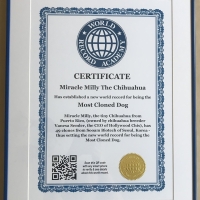 WORLD
RECORD ACADEMY
CERTIFICATE
Miracle Milly The Chihuahua
Has established a new world record for being the
Most Cloned Dog
Miracle Milly, the tiny Chihuahua from
Puerto Rico, (owned by chihuahua breeder
Vanesa Semler, the CEO of Hollywood Chis), has
49 clones from Sooam Biotech of Seoul, Korea -
thus setting the new world record for being the
Most Cloned Dog.